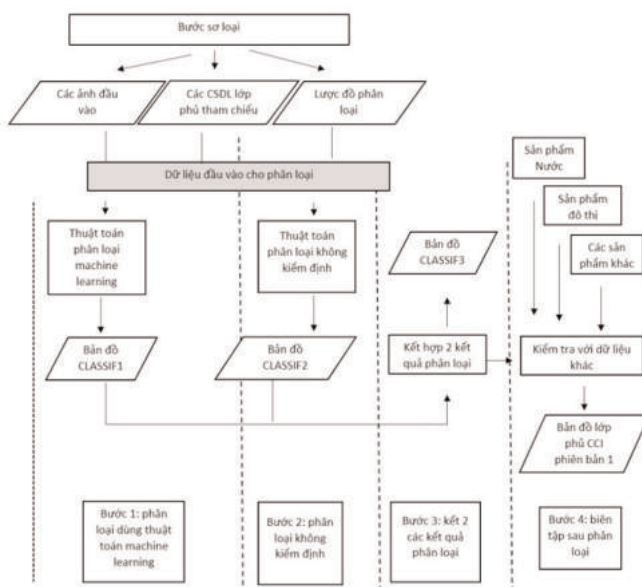 Bước sơ loại
Các ảnh đầu
vào
Các CSDL lớp
phủ tham chiếu
Lược đồ phân
loại
Sản phẩm
Nước
Dữ liệu đầu vào cho phân loại
Sản phẩm
đô thị
Thuật toán
phân loại
machine
learning
Thuật toán
phân loại không
kiểm định
Bản đồ
CLASSIF3
Các sản
phẩm khác
Bản đồ
CLASSIF1
Bản đồ
CLASSIF2
Kết hợp 2 kết
quả phân loại
Kiểm tra với dữ liệu
khác
Bản đồ lớp
phủ CCI
phiên bản 1
Bước 1: phân
loại dùng thuật
toán machine
learning
Bước 2: phân
loại không
kiểm định
Bước 3: kết 2
các kết quả
phân loại
Bước 4: biên
tập sau phân
loại